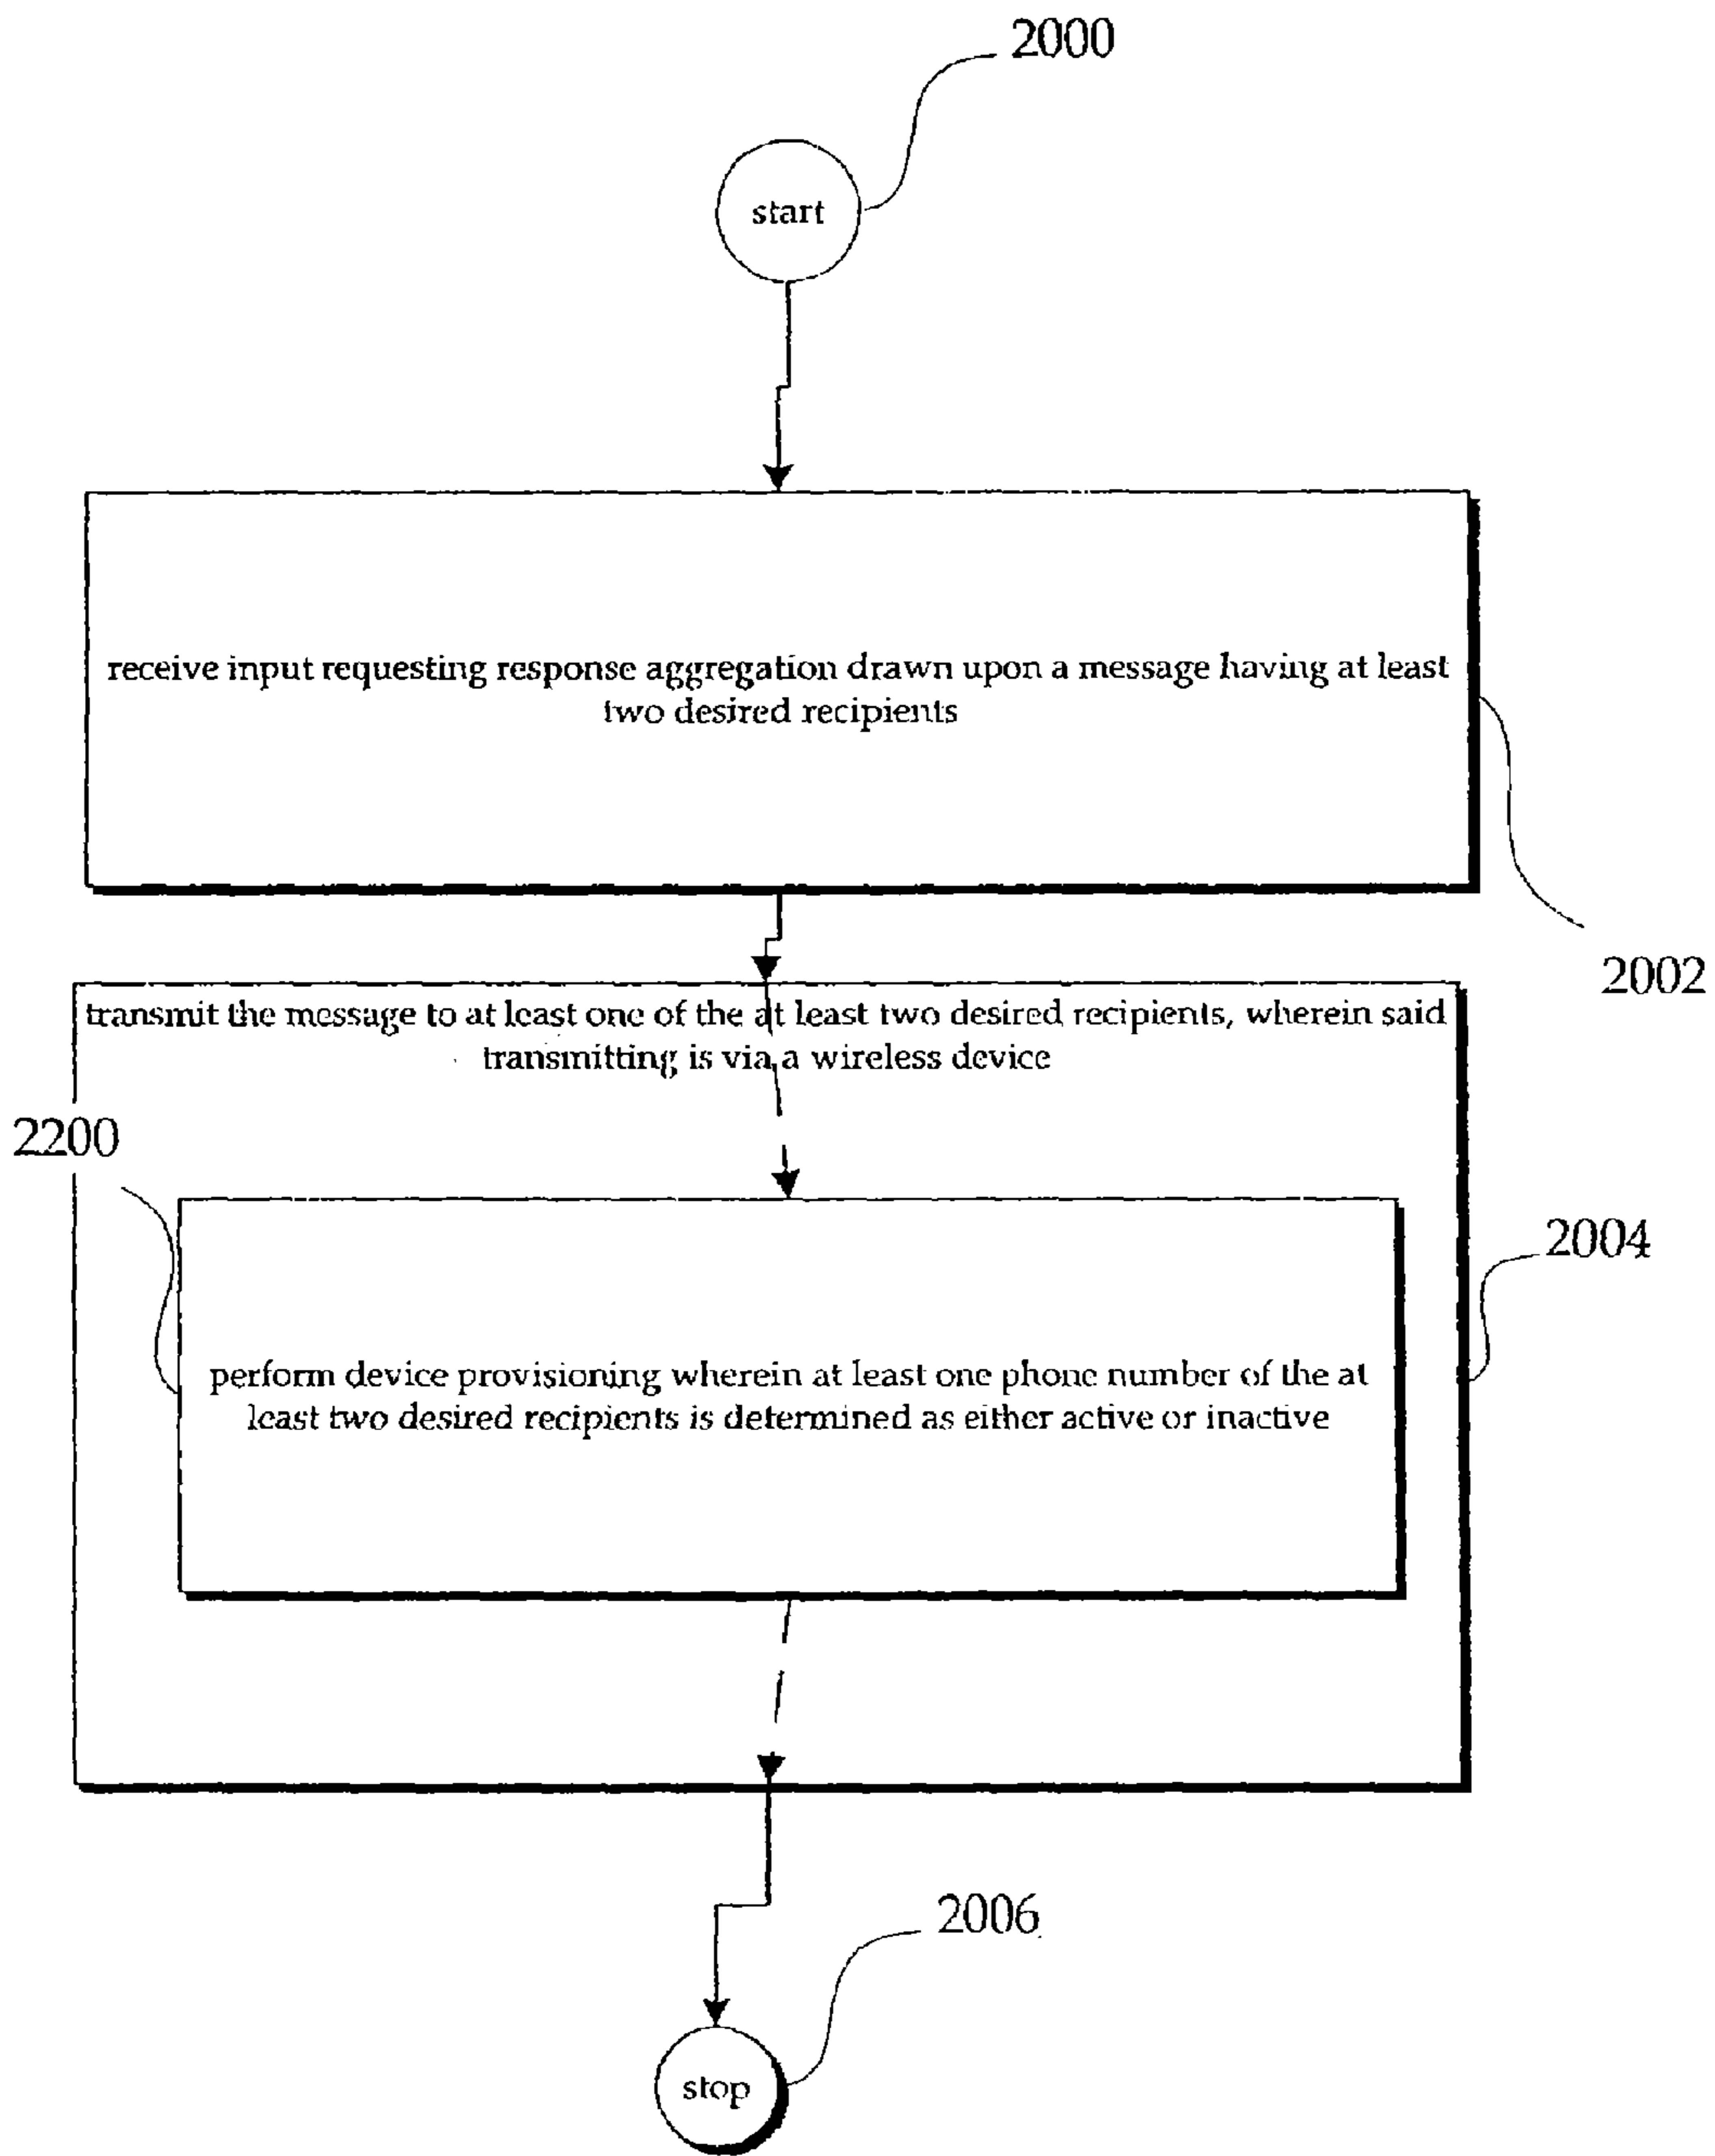 2000
start
receive input requesting response aggregation drawn upon a message having at least
two desired recipients
2002
transmit the message to at least one of the at least two desired recipients, wherein said
transmitting is via a wireless device
2200
2004
perform device provisioning wherein at least one phone number of the at
least two desired recipients is determined as either active or inactive
2006
stop